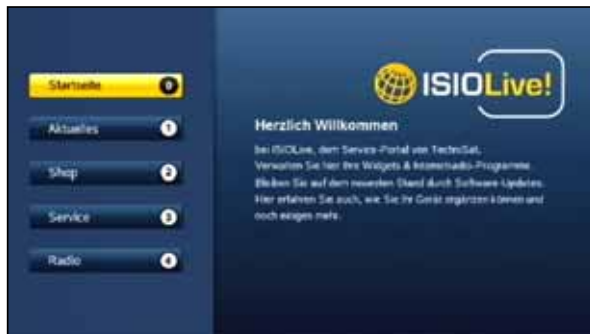 Startseite 0
Aktuelles 1
Shop 2
Service 3
Radio 4
ISIOLive!
Herzlich Willkommen
bei ISIOLive, dem Service-Portal von TechniSat.
Verwalten Sie hier Ihre Widgets & Internetradio-Programme.
Bleiben Sie auf dem neuesten Stand durch Software-Updates.
Hier erfahren Sie auch, wie Sie Ihr Gerät ergänzen können und
noch einiges mehr.